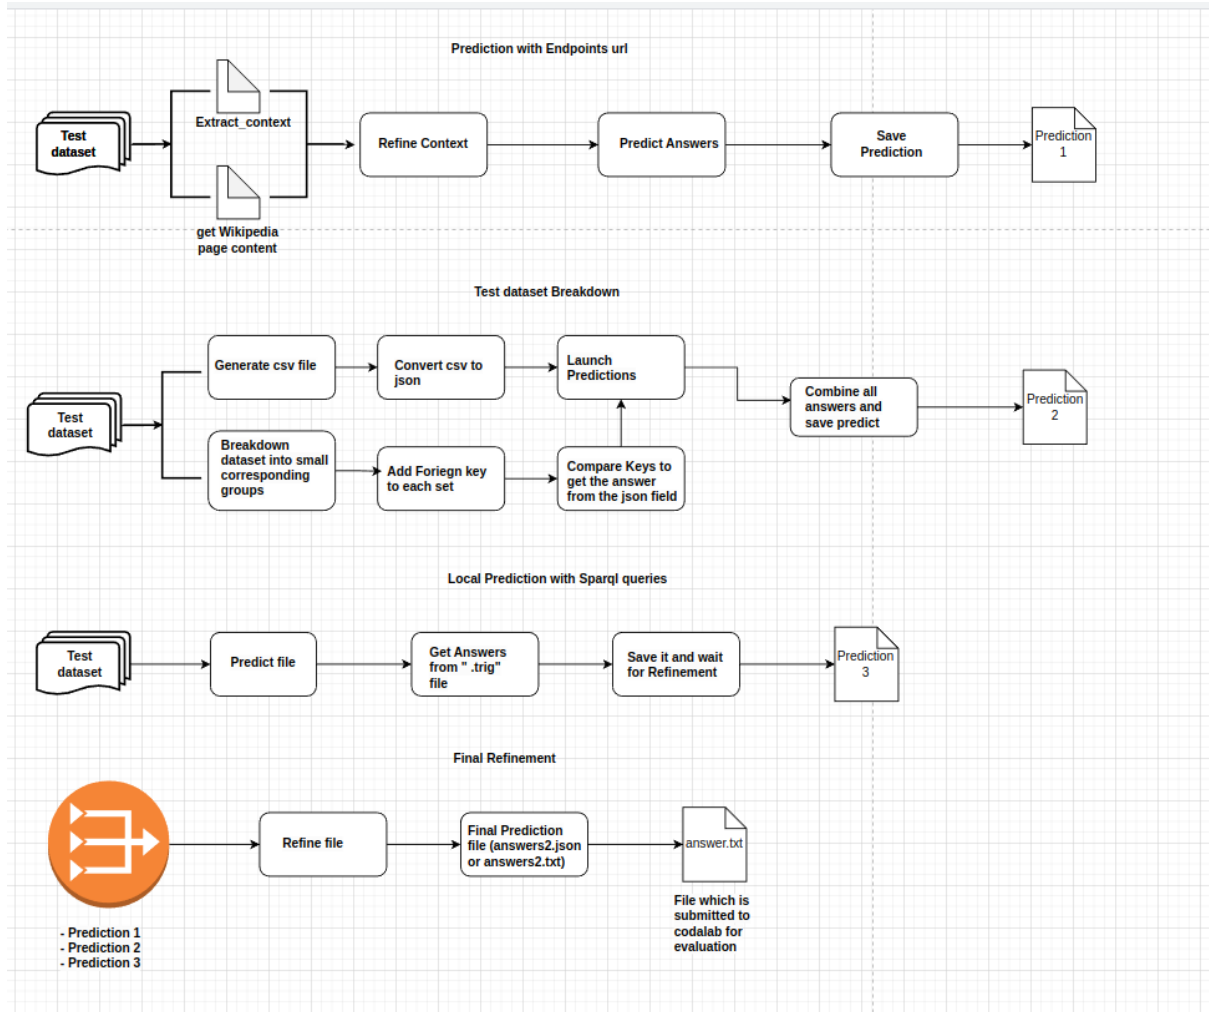 Prediction with Endpoints url
Test
dataset
Extract_context
get Wikipedia
page content
Refine Context
Predict Answers
Save
Prediction
Prediction
1
Test dataset Breakdown
Test
dataset
Generate csv file
Convert csv to
json
Launch
Predictions
Breakdown
dataset into small
corresponding
groups
Add Foriegn key
to each set
Compare Keys to
get the answer
from the json field
Combine all
answers and
save predict
Prediction
2
Local Prediction with Sparql queries
Test
dataset
Predict file
Get Answers
from " .trig"
file
Save it and wait
for Refinement
Prediction
3
Final Refinement
- Prediction 1
- Prediction 2
- Prediction 3
Refine file
Final Prediction
file (answers2.json
or answers2.txt)
answer.txt
File which is
submitted to
codalab for
evaluation